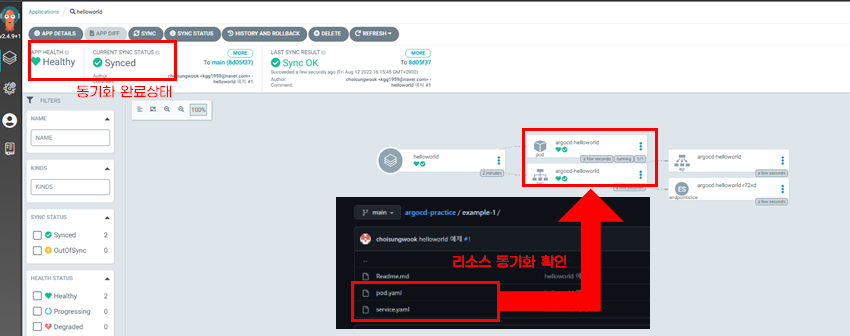 Applications / helloworld
v2.4.9+1
APP DETAILS
APP DIFF
SYNC
SYNC STATUS
HISTORY AND ROLLBACK
DELETE
REFRESH
APP HEALTH
Healthy
CURRENT SYNC STATUS
MORE
Synced
To main (8d05f37)
Author: choisungwook <kgg1959@naver.com> -
Comment: helloworld 예제 #1
LAST SYNC RESULT
MORE
Sync OK
To 8d05f37
Succeeded a few seconds ago (Fri Aug 12 2022 16:15:45 GMT+0900)
Author: choisungwook <kgg1959@naver.com> -
Comment: helloworld 예제 #1
동기화 완료상태
FILTERS
NAME
NAME
KINDS
KINDS
SYNC STATUS
Synced 2
OutOfSync 0
HEALTH STATUS
Healthy 2
Progressing 0
Degraded 0
100%
helloworld
2 minutes
argocd-helloworld
pod
a few seconds running 1/1
argocd-helloworld
argocd-helloworld
a few seconds
ES
argocd-helloworld-r72xd
endpointslice
a few seconds
main
argocd-practice / example-1 /
choisungwook helloworld 예제 #1
..
Readme.md
pod.yaml
service.yaml
리소스 동기화 확인